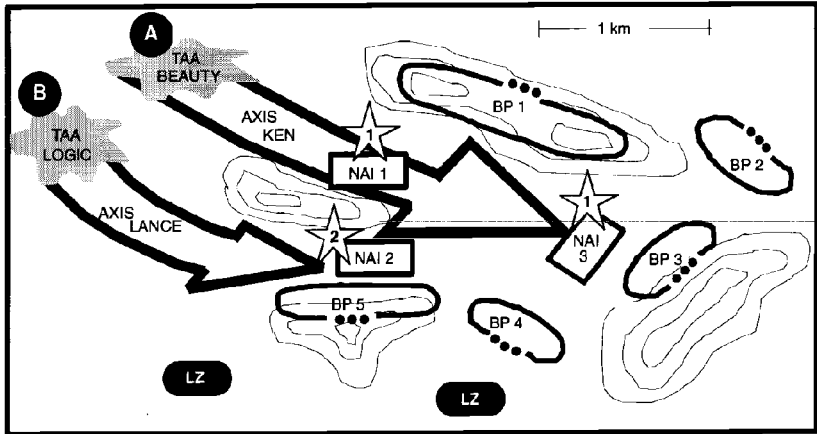 A
TAA
BEAUTY
1 km
B
TAA
LOGIC
AXIS
KEN
BP 1
1
NAI 1
BP 2
AXIS
LANCE
1
NAI
3
2
NAI 2
BP 3
BP 5
BP 4
LZ
LZ